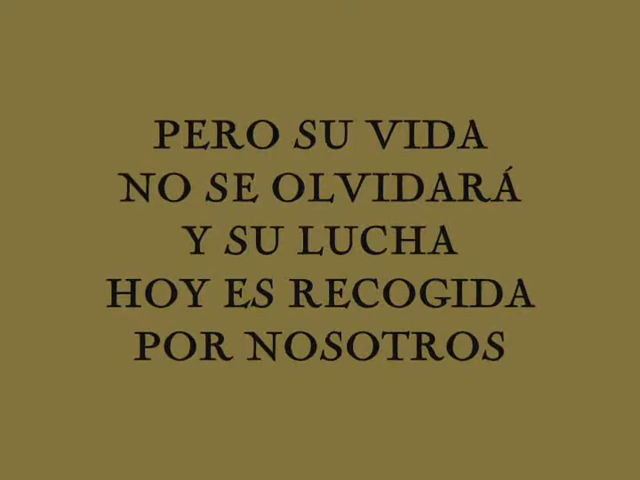 PERO SU VIDA
NO SE OLVIDARÁ
Y SU LUCHA
HOY ES RECOGIDA
POR NOSOTROS